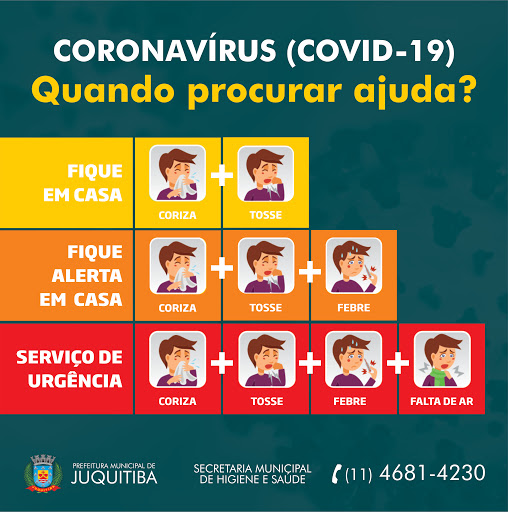 CORONAVÍRUS (COVID-19)
Quando procurar ajuda?
FIQUE
EM CASA
CORIZA
+
TOSSE
FIQUE
ALERTA
EM CASA
CORIZA
+
TOSSE
+
FEBRE
SERVIÇO DE
URGÊNCIA
CORIZA
+
TOSSE
+
FEBRE
+
FALTA DE AR
PREFEITURA MUNICIPAL DE
JUQUITIBA
SECRETARIA MUNICIPAL
DE HIGIENE E SAÚDE
(11) 4681-4230